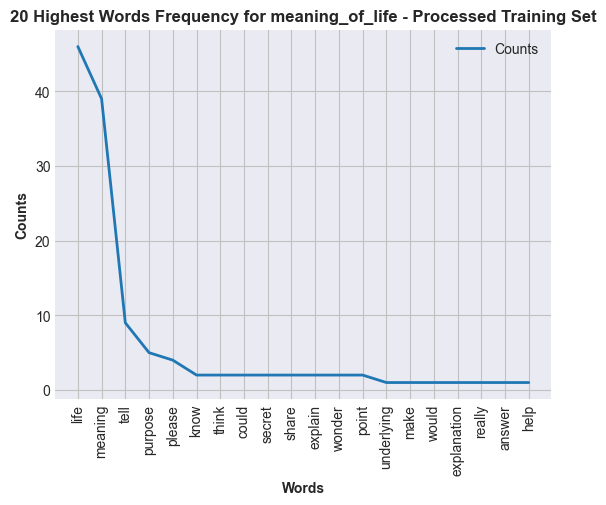 20 Highest Words Frequency for meaning_of_life - Processed Training Set
Counts
Counts
40
30
20
10
0
life
meaning
tell
purpose
please
know
think
could
secret
share
explain
wonder
point
underlying
make
would
explanation
really
answer
help
Words